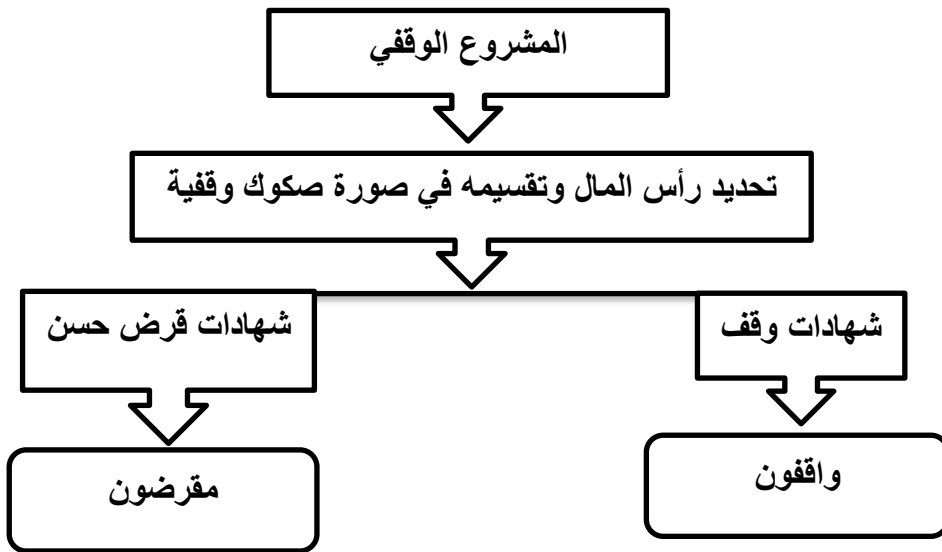 المشروع الوقفي
تحديد رأس المال وتقسيمه في صورة صكوك وقفية
شهادات وقف
شهادات قرض حسن
واقفون
مقرضون